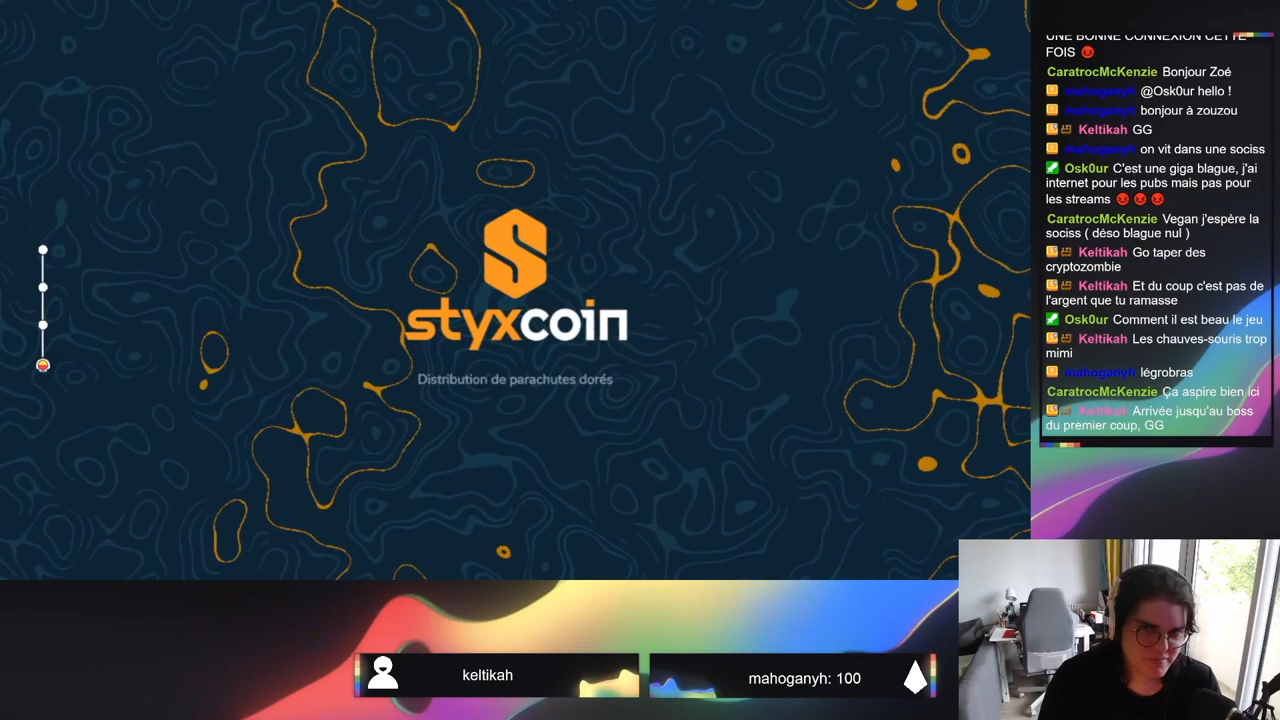 styxcoin
Distribution de parachutes dorés
UNE BONNE CONNEXION CETTE
FOIS
CaratrocMcKenzie Bonjour Zoé
mahoganyh @Osk0ur hello !
mahoganyh bonjour à zouzou
Keltikah GG
mahoganyh on vit dans une sociss
Osk0ur C'est une giga blague, j'ai
internet pour les pubs mais pas pour
les streams
CaratrocMcKenzie Vegan j'espère la
sociss ( déso blague nul )
Keltikah Go taper des
cryptozombie
Keltikah Et du coup c'est pas de
l'argent que tu ramasse
Osk0ur Comment il est beau le jeu
Keltikah Les chauves-souris trop
mimi
mahoganyh légrobras
CaratrocMcKenzie Ça aspire bien ici
Keltikah Arrivée jusqu'au boss
du premier coup, GG
keltikah
mahoganyh: 100